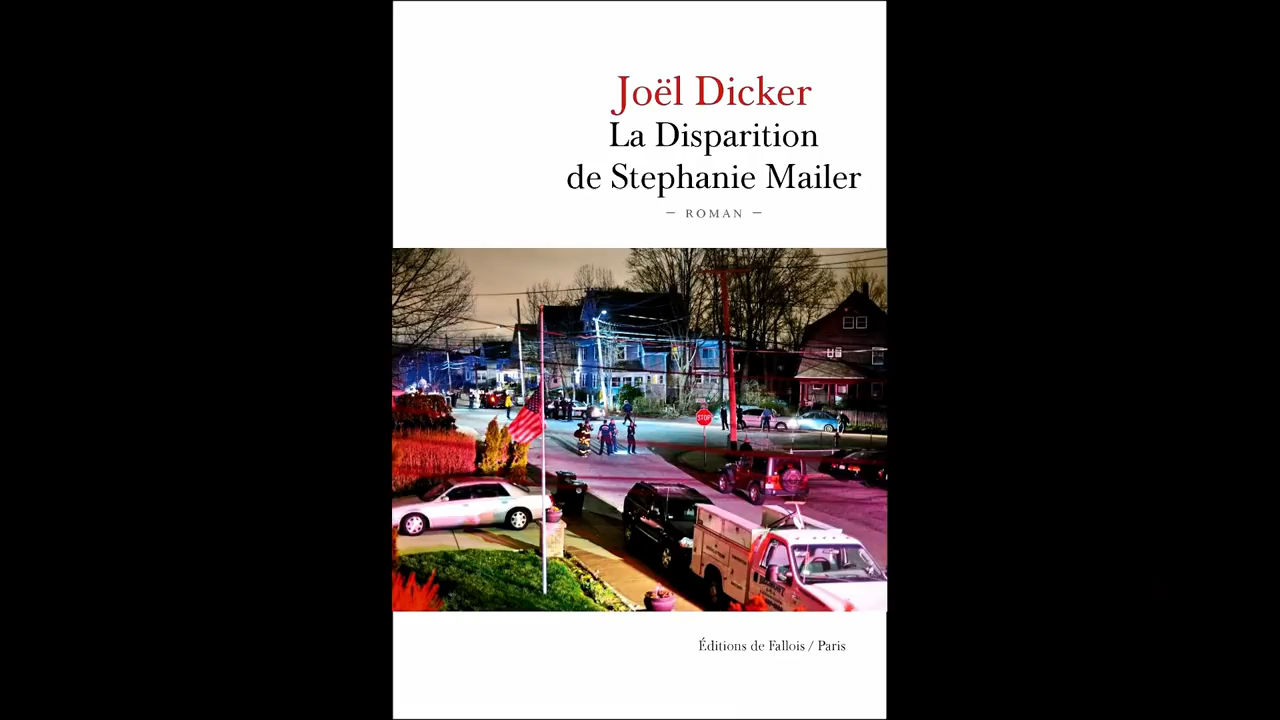 Joël Dicker
La Disparition
de Stephanie Mailer
– ROMAN –
STOP
Éditions de Fallois / Paris